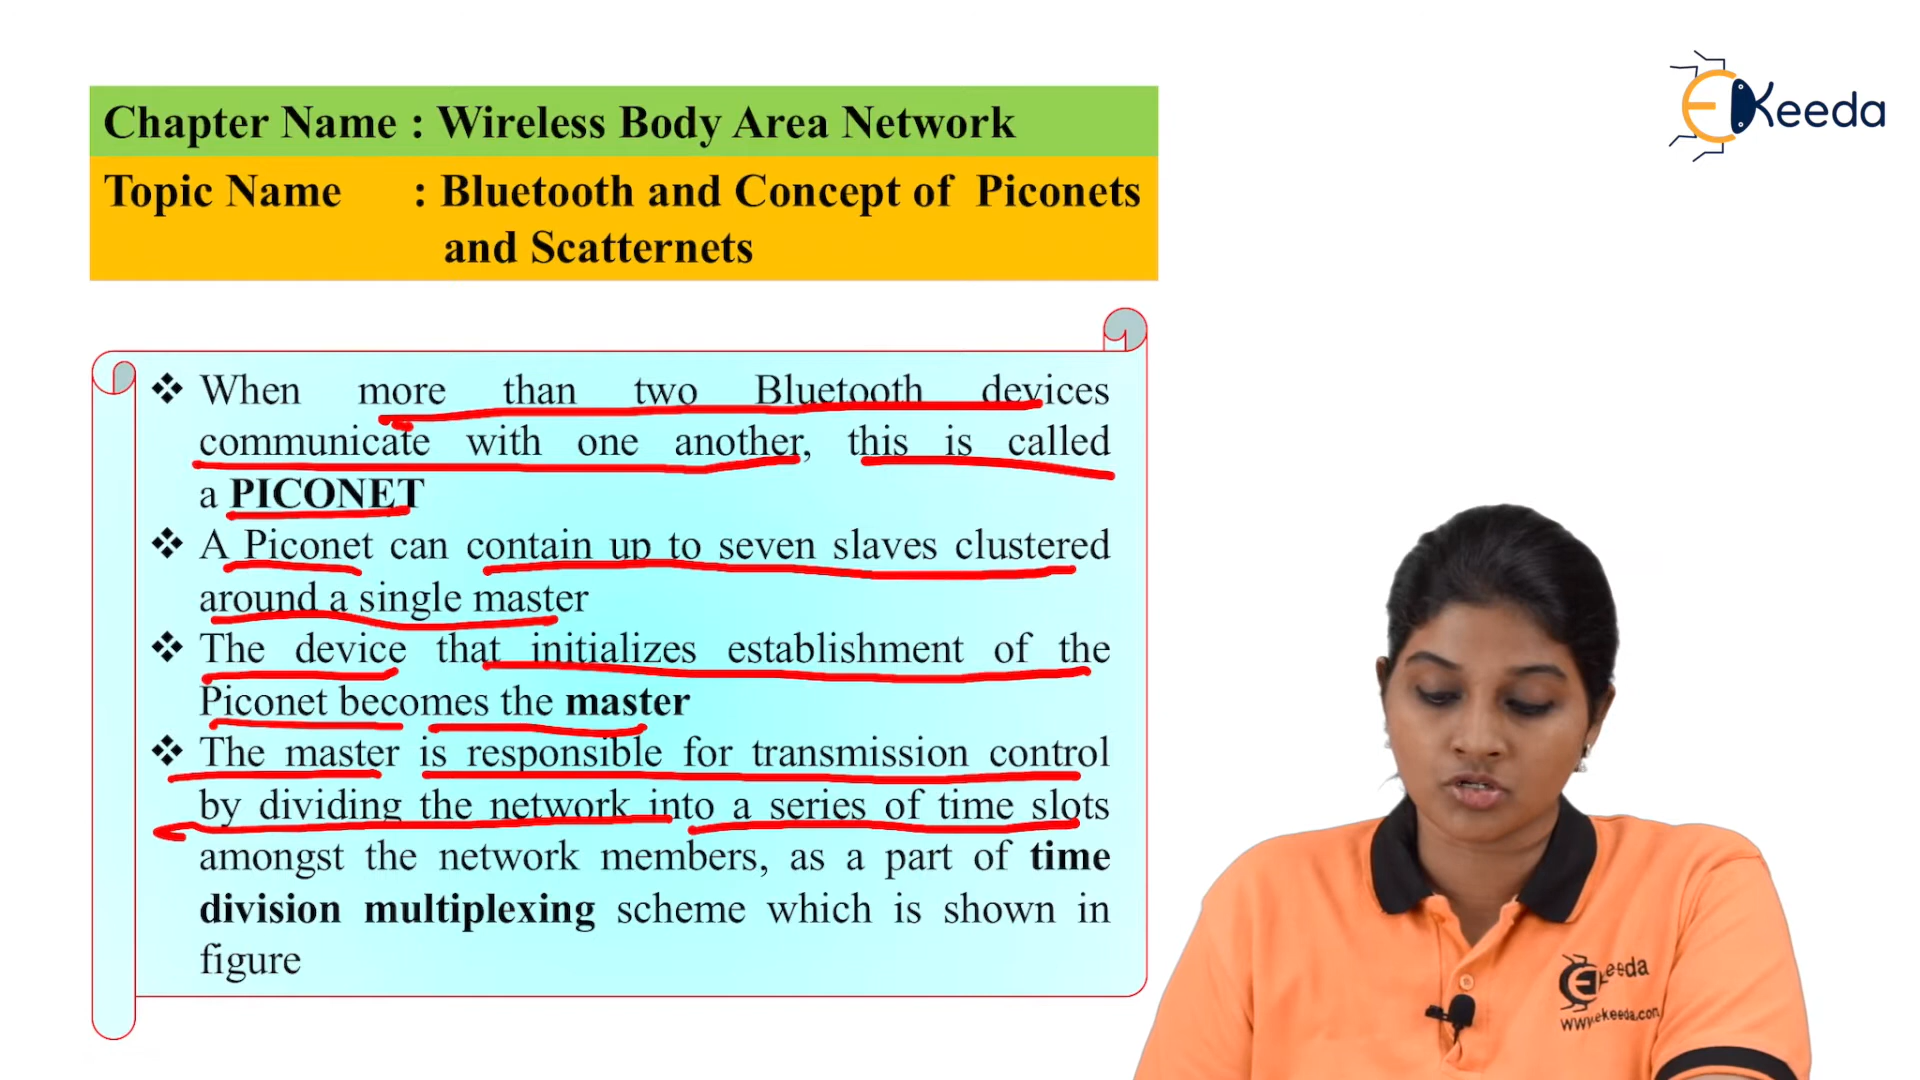 Chapter Name : Wireless Body Area Network
Topic Name : Bluetooth and Concept of Piconets
and Scatternets
EKeeda
❖ When more than two Bluetooth devices
communicate with one another, this is called
a PICONET
❖ A Piconet can contain up to seven slaves clustered
around a single master
❖ The device that initializes establishment of the
Piconet becomes the master
❖ The master is responsible for transmission control
by dividing the network into a series of time slots
amongst the network members, as a part of time
division multiplexing scheme which is shown in
figure
Ekeeda
www.ekeeda.com